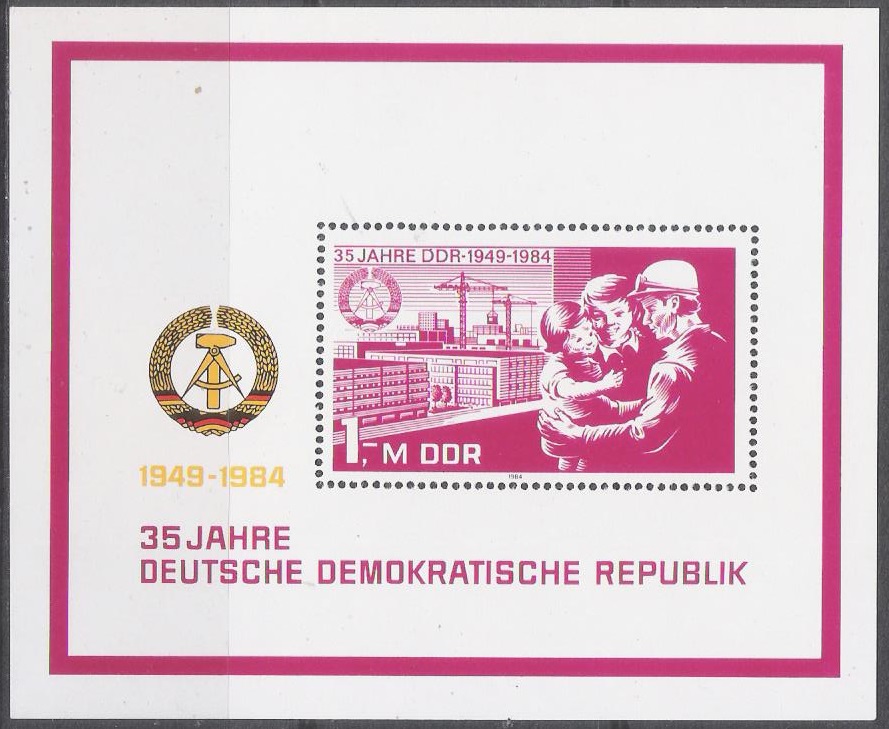 35 JAHRE DDR-1949-1984
1,- M DDR
1984
1949-1984
35 JAHRE
DEUTSCHE DEMOKRATISCHE REPUBLIK